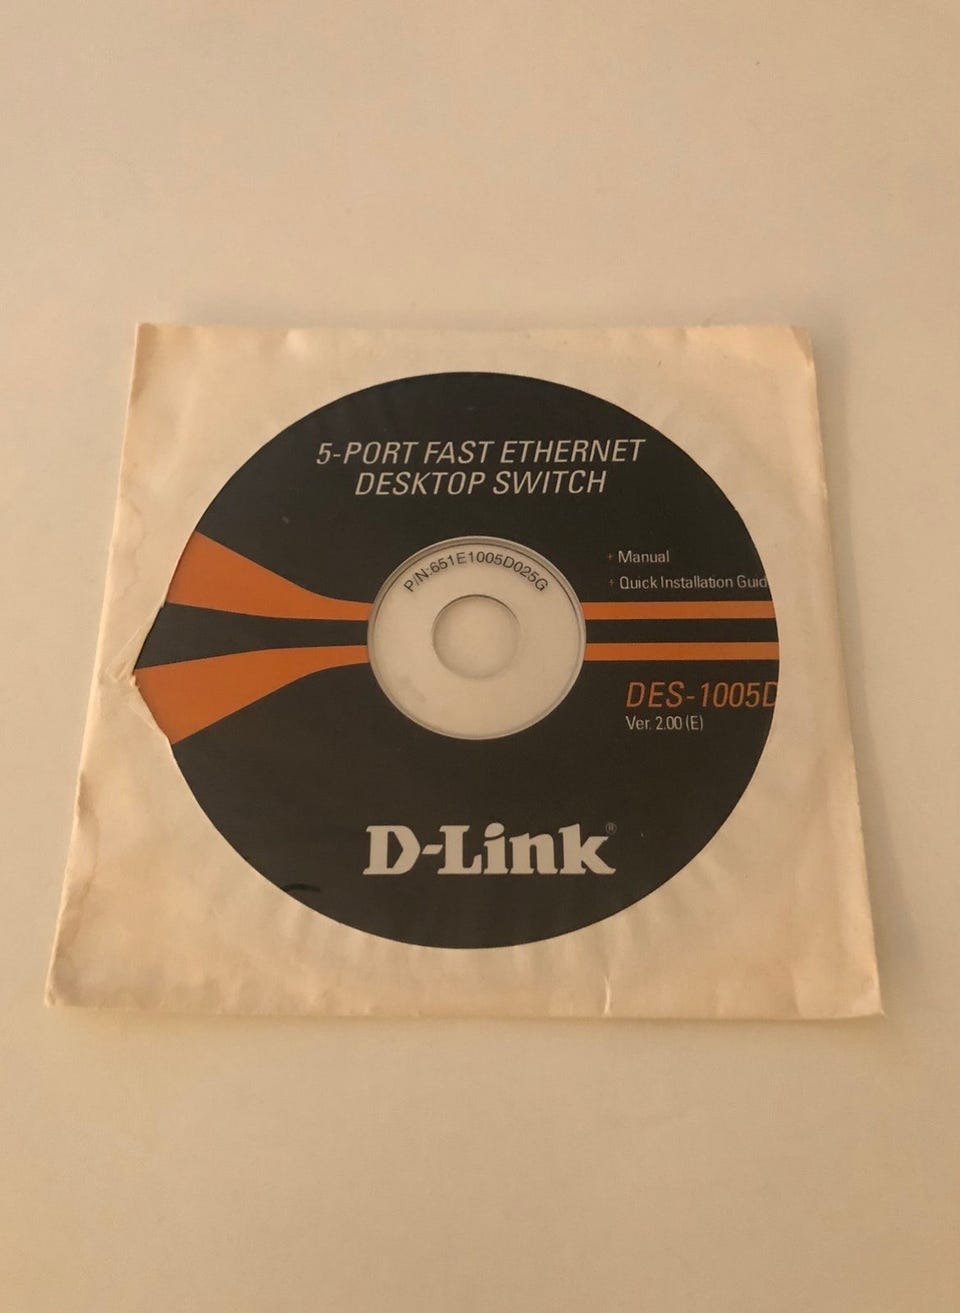 5-PORT FAST ETHERNET
DESKTOP SWITCH
P/N:651E1005D025G
+ Manual
+ Quick Installation Guid
DES-1005D
Ver. 2.00 (E)
D-Link®